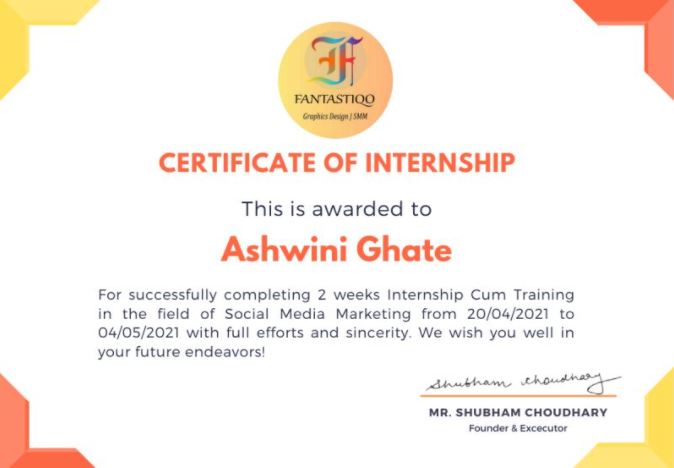 F
FANTASTIQO
Graphics Design | SMM
CERTIFICATE OF INTERNSHIP
This is awarded to
Ashwini Ghate
For successfully completing 2 weeks Internship Cum Training
in the field of Social Media Marketing from 20/04/2021 to
04/05/2021 with full efforts and sincerity. We wish you well in
your future endeavors!
Shubham Choudhary
MR. SHUBHAM CHOUDHARY
Founder & Excecutor